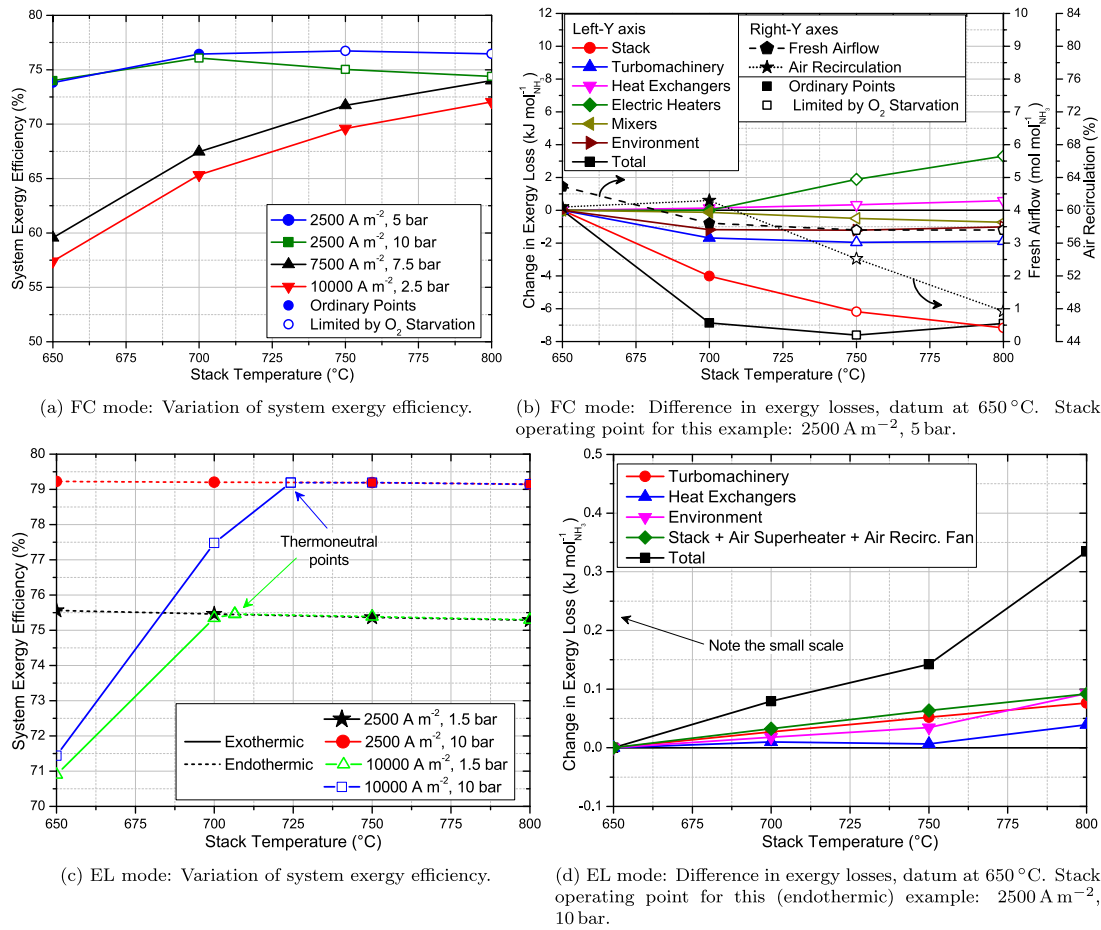 80
75
70
65
60
55
50
650
675
700
725
750
775
800
System Exergy Efficiency (%)
Stack Temperature (°C)
2500 A m⁻², 5 bar
2500 A m⁻², 10 bar
7500 A m⁻², 7.5 bar
10000 A m⁻², 2.5 bar
Ordinary Points
Limited by O₂ Starvation
(a) FC mode: Variation of system exergy efficiency.
12
10
8
6
4
2
0
-2
-4
-6
-8
650
675
700
725
750
775
800
Change in Exergy Loss (kJ mol⁻¹NH₃)
Stack Temperature (°C)
Left-Y axis
Stack
Turbomachinery
Heat Exchangers
Electric Heaters
Mixers
Environment
Total
Right-Y axes
Fresh Airflow
Air Recirculation
Ordinary Points
Limited by O₂ Starvation
10
9
8
7
6
5
4
3
2
1
0
Fresh Airflow (mol mol⁻¹NH₃)
84
80
76
72
68
64
60
56
52
48
44
Air Recirculation (%)
(b) FC mode: Difference in exergy losses, datum at 650 °C. Stack
operating point for this example: 2500 A m⁻², 5 bar.
80
79
78
77
76
75
74
73
72
71
70
650
675
700
725
750
775
800
System Exergy Efficiency (%)
Stack Temperature (°C)
Thermoneutral
points
Exothermic
Endothermic
2500 A m⁻², 1.5 bar
2500 A m⁻², 10 bar
10000 A m⁻², 1.5 bar
10000 A m⁻², 10 bar
(c) EL mode: Variation of system exergy efficiency.
0.5
0.4
0.3
0.2
0.1
0.0
-0.1
650
675
700
725
750
775
800
Change in Exergy Loss (kJ mol⁻¹NH₃)
Stack Temperature (°C)
Turbomachinery
Heat Exchangers
Environment
Stack + Air Superheater + Air Recirc. Fan
Total
Note the small scale
(d) EL mode: Difference in exergy losses, datum at 650 °C. Stack
operating point for this (endothermic) example: 2500 A m⁻²,
10 bar.